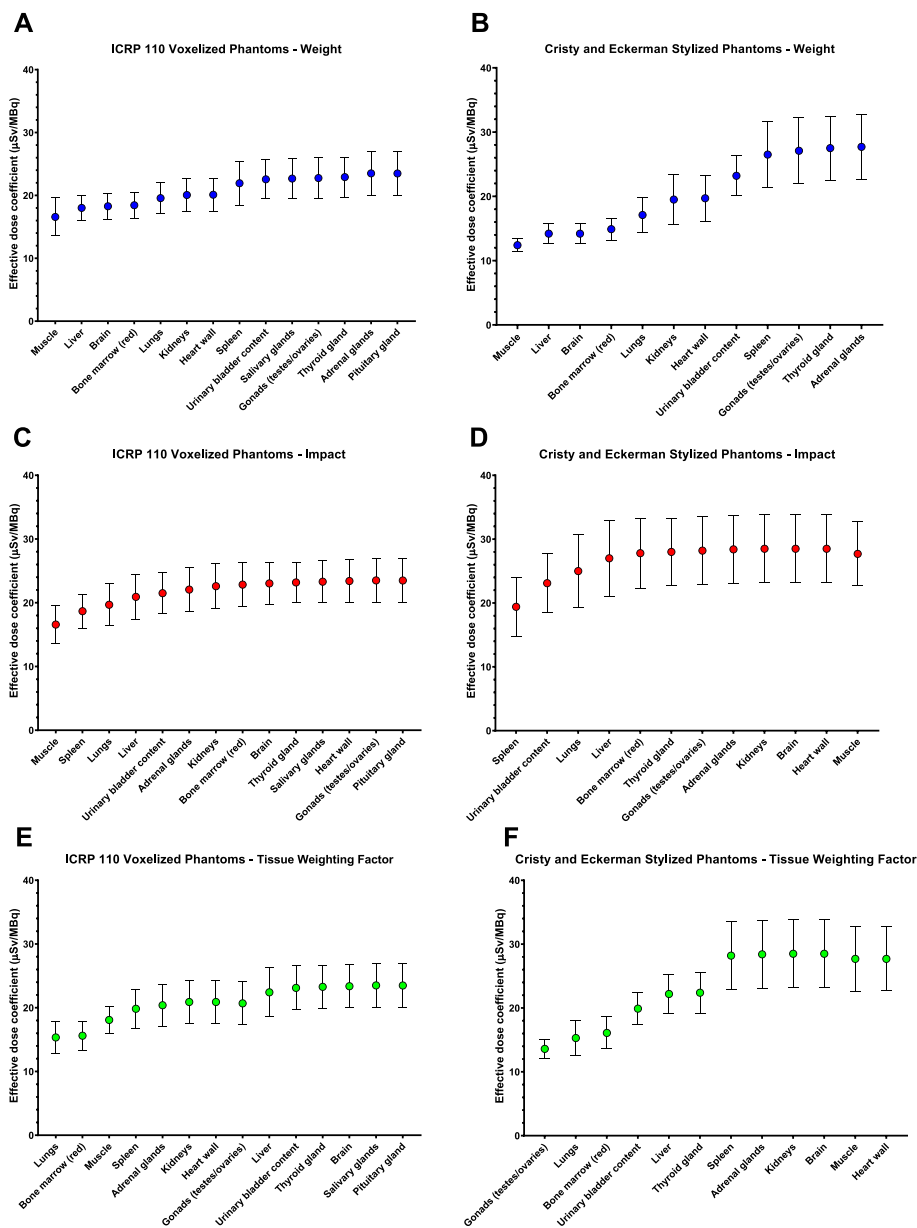 A
ICRP 110 Voxelized Phantoms - Weight
Effective dose coefficient (µSv/MBq)
40
30
20
10
0
Muscle
Liver
Brain
Bone marrow (red)
Lungs
Kidneys
Heart wall
Spleen
Urinary bladder content
Salivary glands
Gonads (testes/ovaries)
Thyroid gland
Adrenal glands
Pituitary gland
B
Cristy and Eckerman Stylized Phantoms - Weight
Effective dose coefficient (µSv/MBq)
40
30
20
10
0
Muscle
Liver
Brain
Bone marrow (red)
Lungs
Kidneys
Heart wall
Urinary bladder content
Spleen
Gonads (testes/ovaries)
Thyroid gland
Adrenal glands
C
ICRP 110 Voxelized Phantoms - Impact
Effective dose coefficient (µSv/MBq)
40
30
20
10
0
Muscle
Spleen
Lungs
Liver
Urinary bladder content
Adrenal glands
Kidneys
Bone marrow (red)
Brain
Thyroid gland
Salivary glands
Heart wall
Gonads (testes/ovaries)
Pituitary gland
D
Cristy and Eckerman Stylized Phantoms - Impact
Effective dose coefficient (µSv/MBq)
40
30
20
10
0
Spleen
Urinary bladder content
Lungs
Liver
Bone marrow (red)
Thyroid gland
Gonads (testes/ovaries)
Adrenal glands
Kidneys
Brain
Heart wall
Muscle
E
ICRP 110 Voxelized Phantoms - Tissue Weighting Factor
Effective dose coefficient (µSv/MBq)
40
30
20
10
0
Lungs
Bone marrow (red)
Muscle
Spleen
Adrenal glands
Kidneys
Heart wall
Gonads (testes/ovaries)
Liver
Urinary bladder content
Thyroid gland
Brain
Salivary glands
Pituitary gland
F
Cristy and Eckerman Stylized Phantoms - Tissue Weighting Factor
Effective dose coefficient (µSv/MBq)
40
30
20
10
0
Gonads (testes/ovaries)
Lungs
Bone marrow (red)
Urinary bladder content
Liver
Thyroid gland
Spleen
Adrenal glands
Kidneys
Brain
Muscle
Heart wall